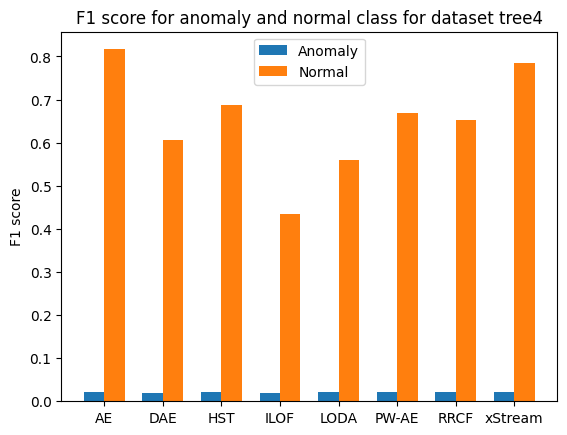 F1 score for anomaly and normal class for dataset tree4
Anomaly
Normal
F1 score
0.8
0.7
0.6
0.5
0.4
0.3
0.2
0.1
0.0
AE DAE HST ILOF LODA PW-AE RRCF xStream